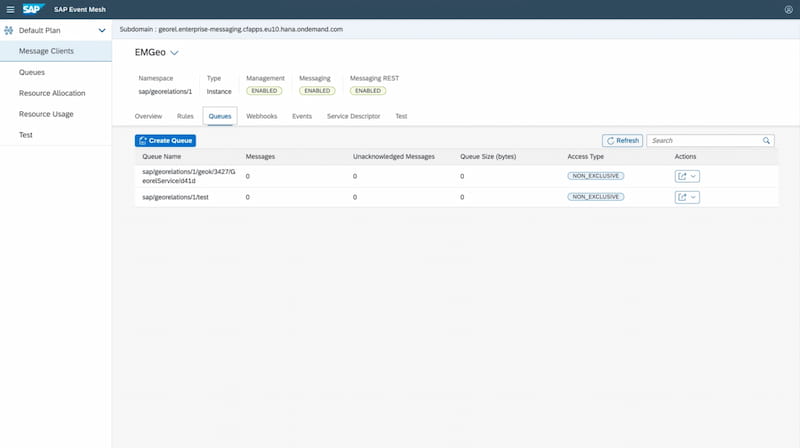 SAP
SAP Event Mesh
Default Plan
Message Clients
Queues
Resource Allocation
Resource Usage
Test
Subdomain : georel.enterprise-messaging.cfapps.eu10.hana.ondemand.com
EMGeo
Namespace Type Management Messaging Messaging REST
sap/georelations/1 Instance ENABLED ENABLED ENABLED
Overview Rules Queues Webhooks Events Service Descriptor Test
Create Queue Refresh Search
Queue Name Messages Unacknowledged Messages Queue Size (bytes) Access Type Actions
sap/georelations/1/geok/3427/G
eorelService/d41d 0 0 0 NON_EXCLUSIVE
sap/georelations/1/test 0 0 0 NON_EXCLUSIVE